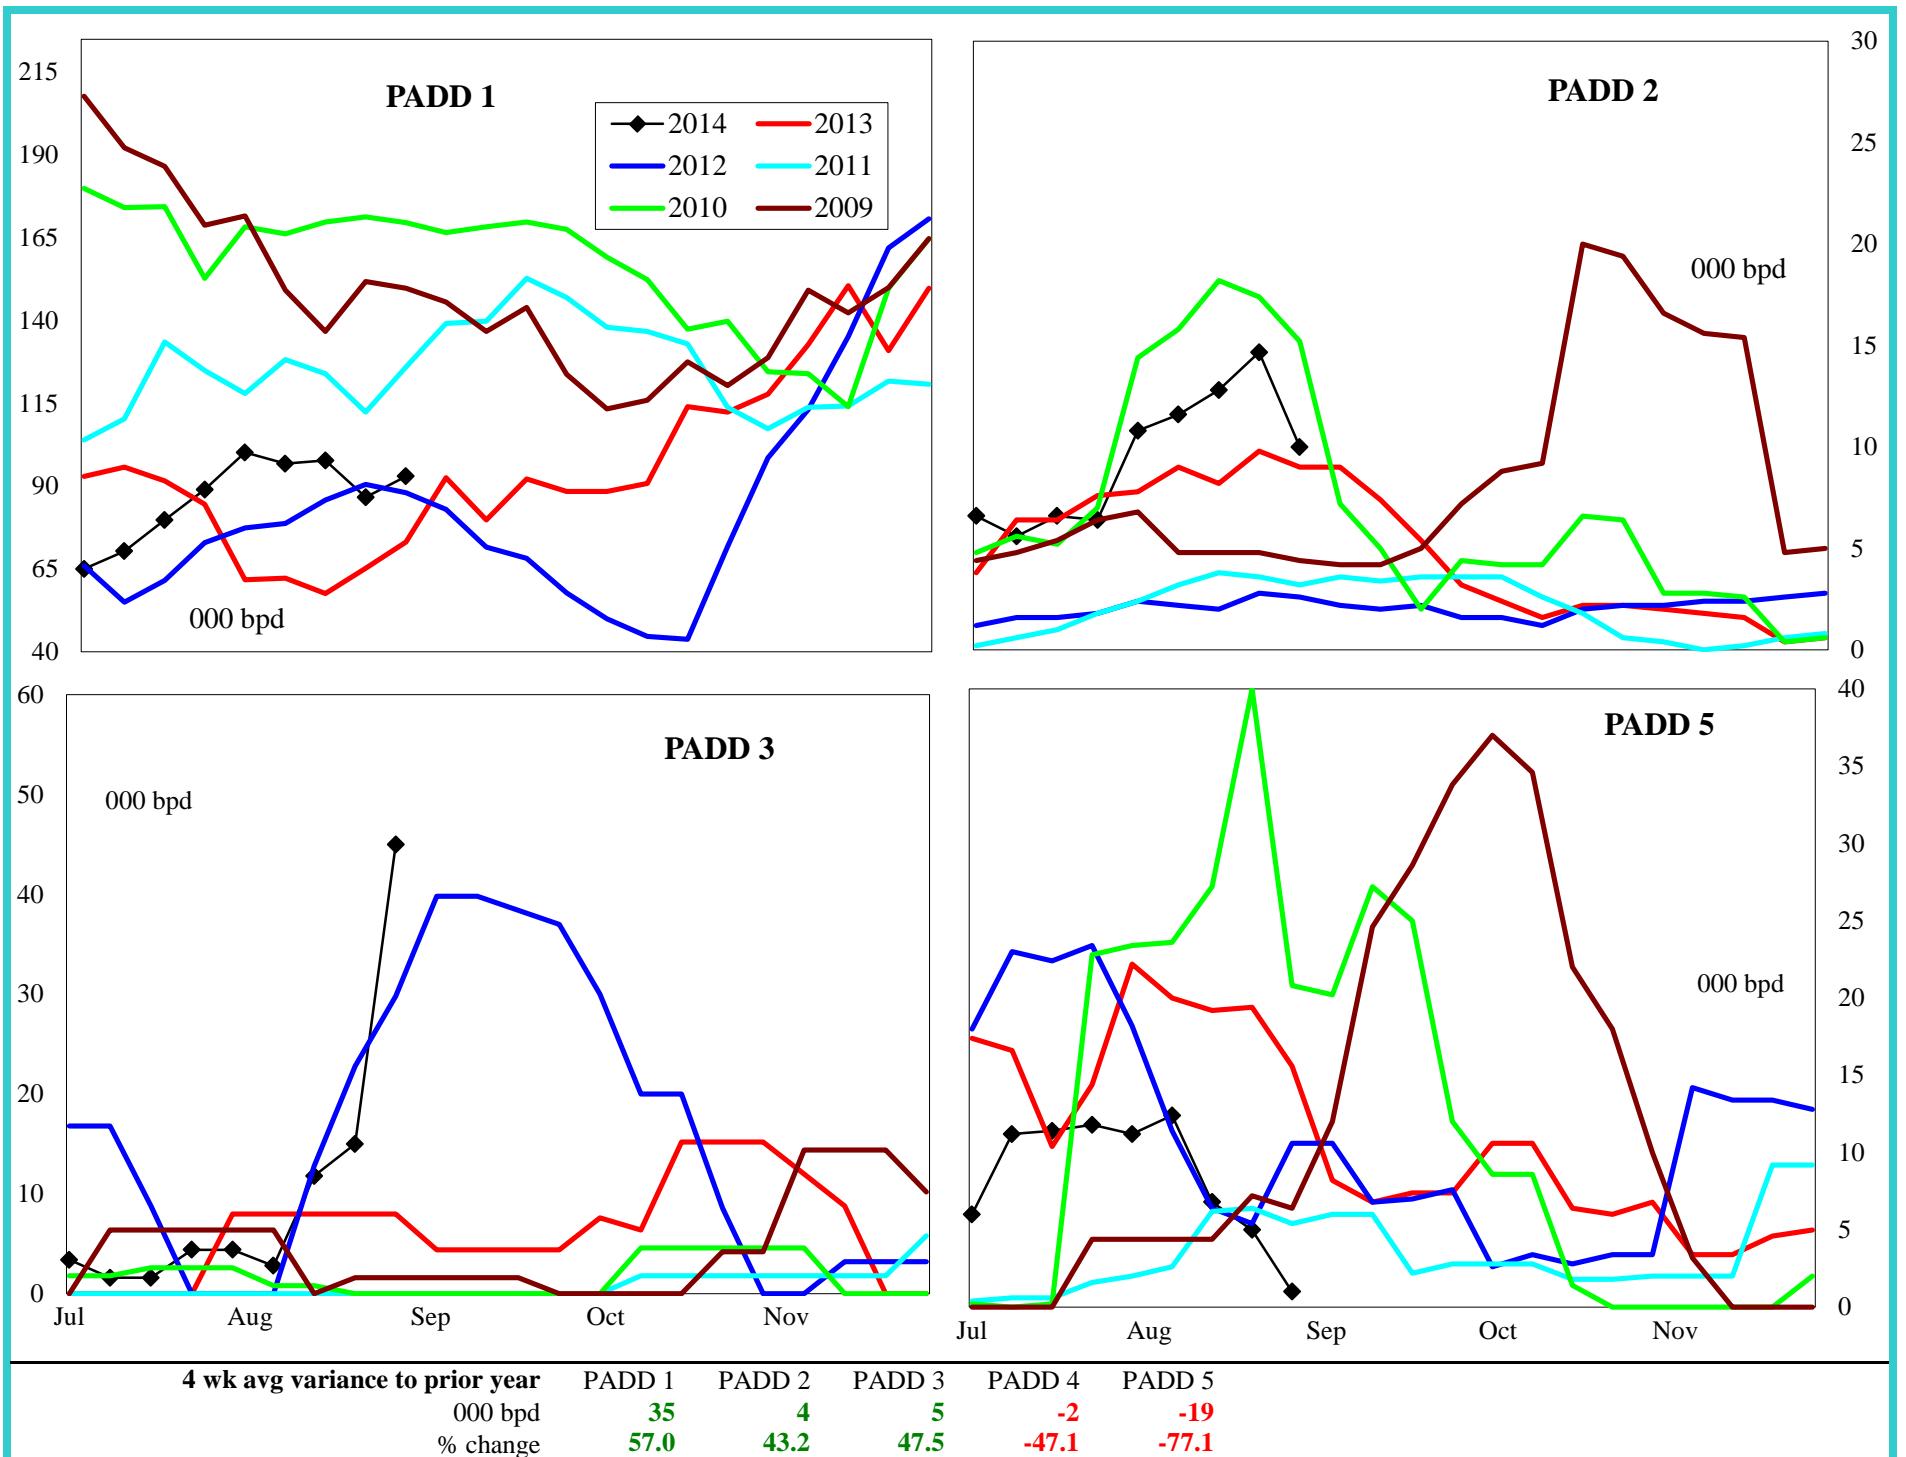 PADD 1
215
190
165
140
115
90
65
40
2014 2013
2012 2011
2010 2009
000 bpd
PADD 2
30
25
20
15
10
5
0
000 bpd
PADD 3
60
50
40
30
20
10
0
000 bpd
Jul Aug Sep Oct Nov
PADD 5
40
35
30
25
20
15
10
5
0
000 bpd
Jul Aug Sep Oct Nov
4 wk avg variance to prior year PADD 1 PADD 2 PADD 3 PADD 4 PADD 5
000 bpd 35 4 5 -2 -19
% change 57.0 43.2 47.5 -47.1 -77.1